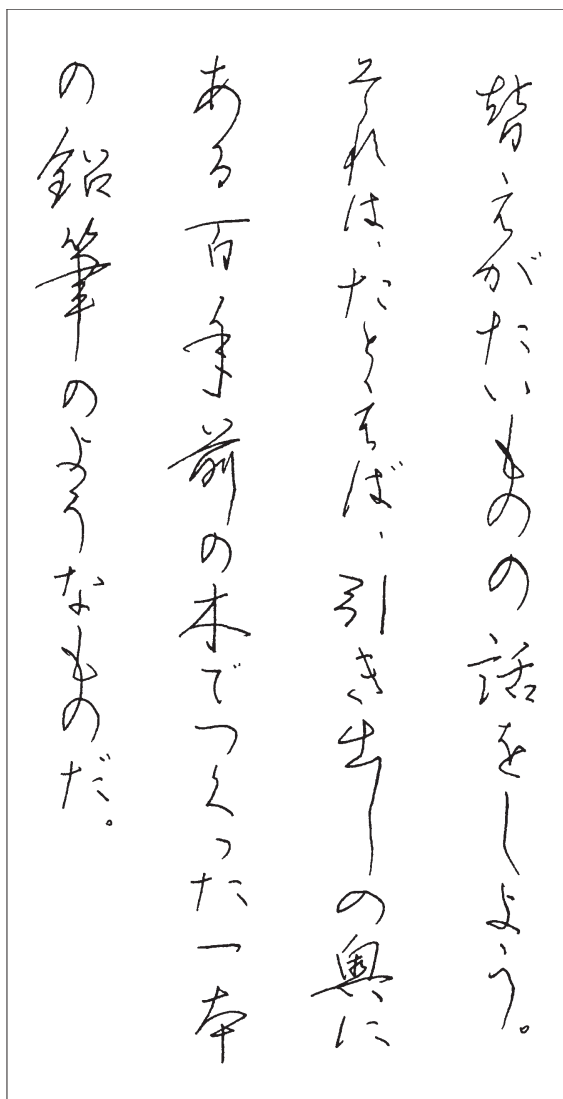 替えがたいものの話をしよう。
それは、たとえば、引き出しの奥に
ある百年前の木でつくった一本
の鉛筆のようなものだ。